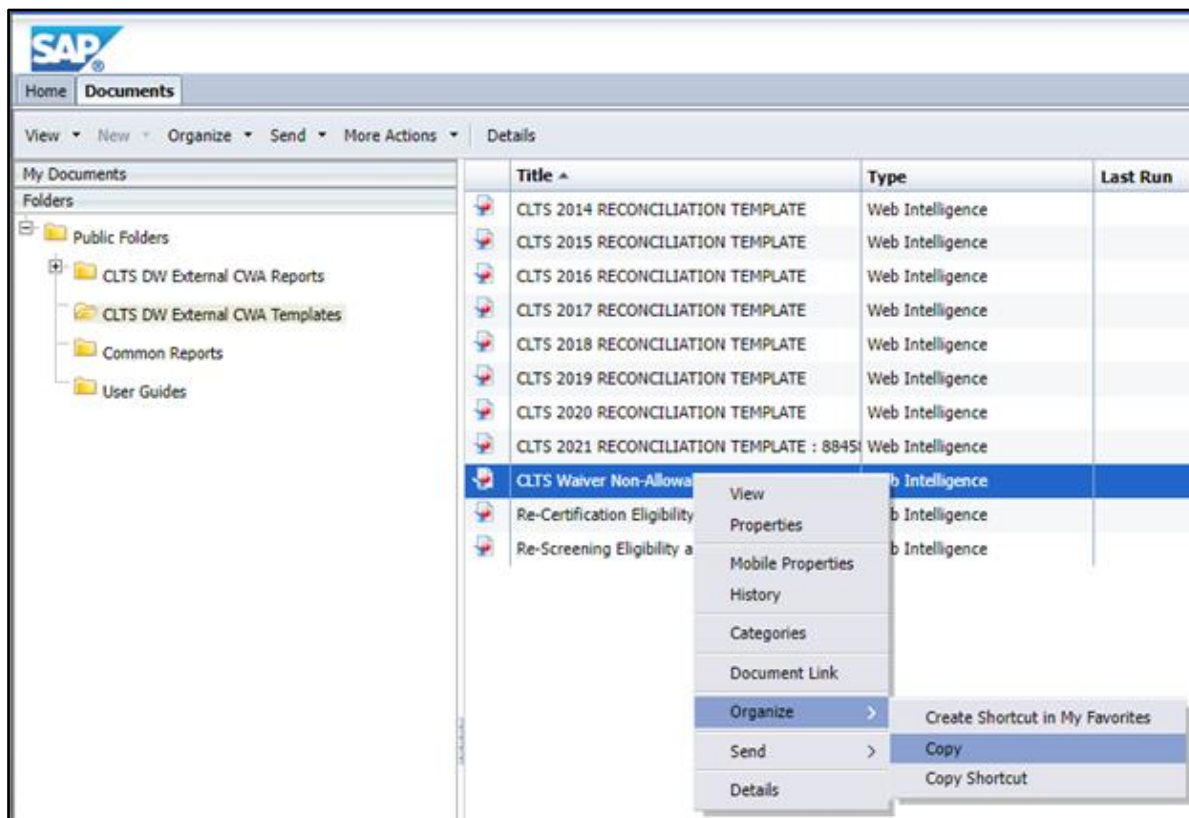 SAP
Home Documents
View New Organize Send More Actions Details
My Documents
Folders
Public Folders
CLTS DW External CWA Reports
CLTS DW External CWA Templates
Common Reports
User Guides
Title Type Last Run
CLTS 2014 RECONCILIATION TEMPLATE Web Intelligence
CLTS 2015 RECONCILIATION TEMPLATE Web Intelligence
CLTS 2016 RECONCILIATION TEMPLATE Web Intelligence
CLTS 2017 RECONCILIATION TEMPLATE Web Intelligence
CLTS 2018 RECONCILIATION TEMPLATE Web Intelligence
CLTS 2019 RECONCILIATION TEMPLATE Web Intelligence
CLTS 2020 RECONCILIATION TEMPLATE Web Intelligence
CLTS 2021 RECONCILIATION TEMPLATE : 8845 Web Intelligence
CLTS Waiver Non-Allowa b Intelligence
Re-Certification Eligibility b Intelligence
Re-Screening Eligibility a b Intelligence
View
Properties
Mobile Properties
History
Categories
Document Link
Organize
Send
Details
Create Shortcut in My Favorites
Copy
Copy Shortcut